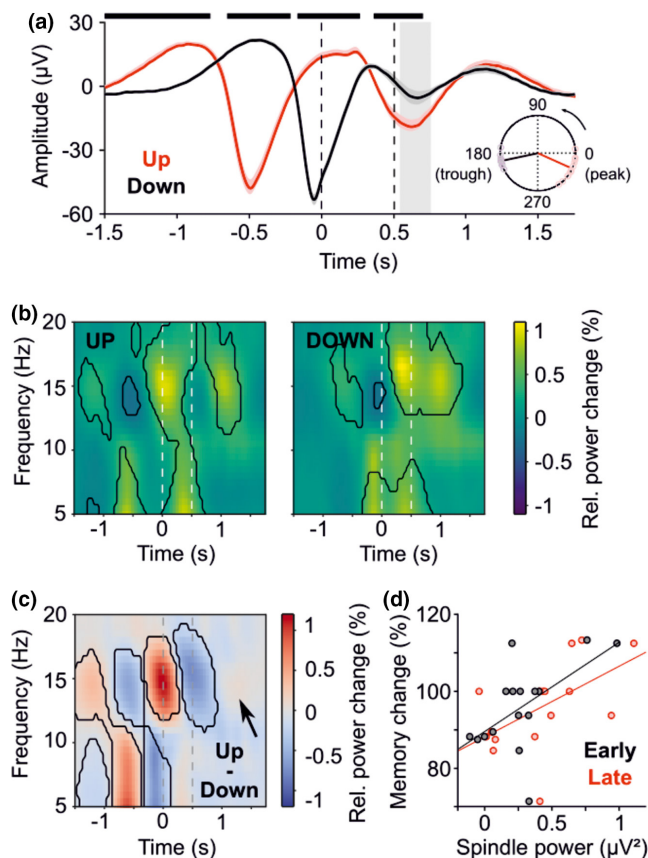 (a)
30
0
-30
-60
Amplitude (µV)
Up
Down
-1.5 -1 -0.5 0 0.5 1 1.5
Time (s)
90
180 (trough)
0 (peak)
270
(b)
UP
DOWN
20
15
10
5
Frequency (Hz)
-1 0 1
Time (s)
-1 0 1
Time (s)
1
0.5
0
-0.5
-1
Rel. power change (%)
(c)
20
15
10
5
Frequency (Hz)
Up
-
Down
-1 0 1
Time (s)
1
0.5
0
-0.5
-1
Rel. power change (%)
(d)
120
100
80
Memory change (%)
Early
Late
0 0.5 1
Spindle power (µV²)